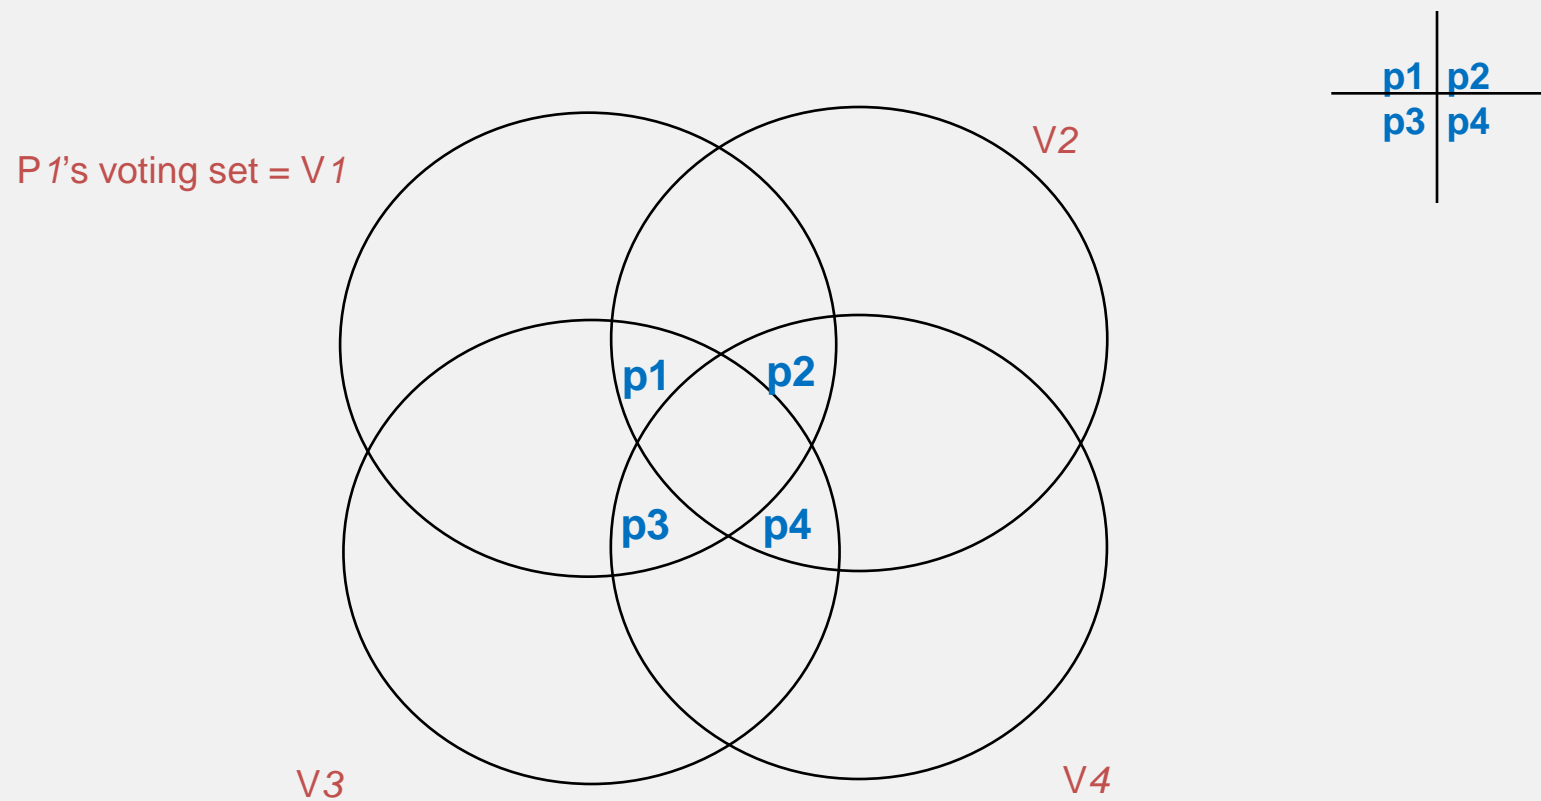 p1 p2
p3 p4
V2
P1's voting set = V1
p1 p2
p3 p4
V3
V4